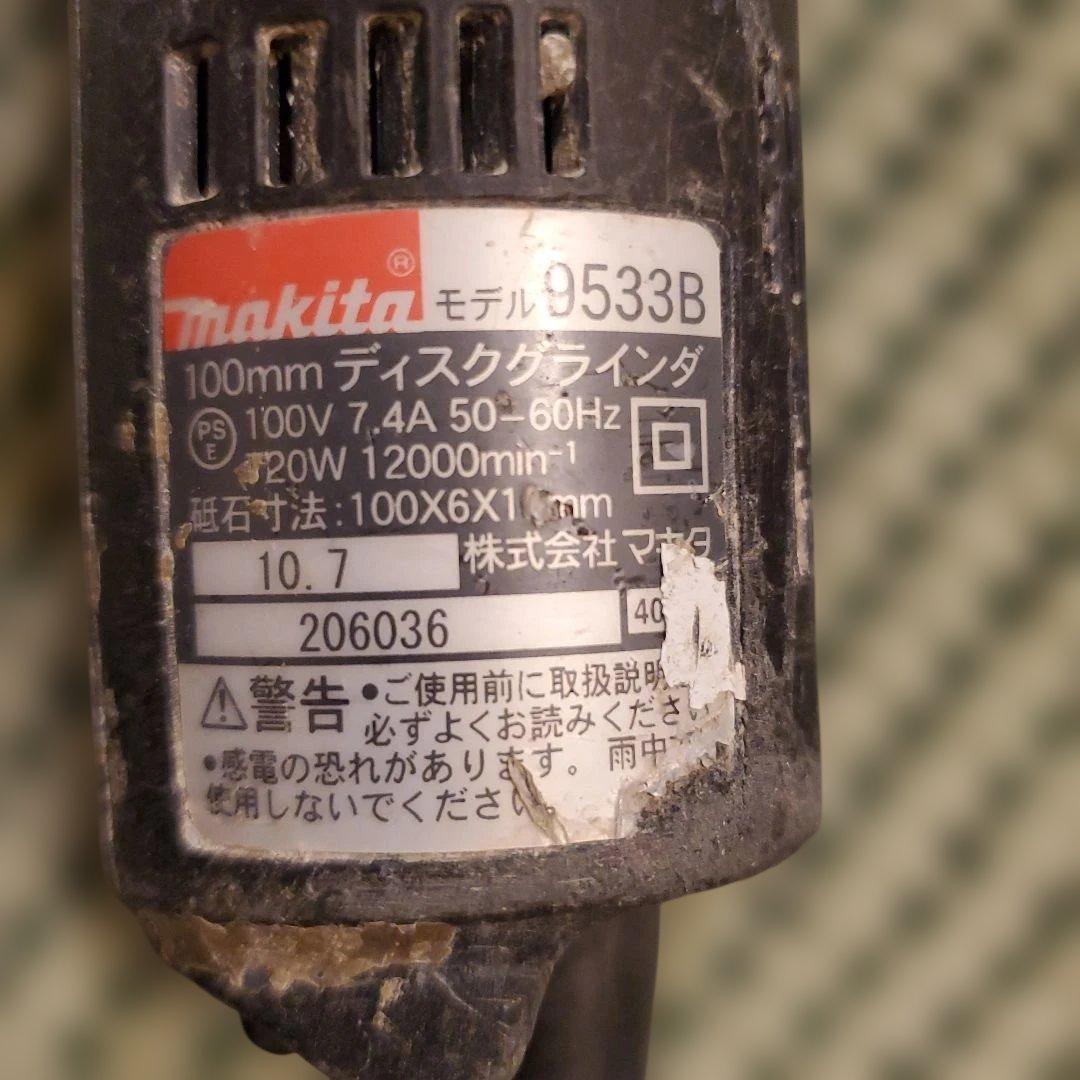 makita® モデル 9533B
100mm ディスクグラインダ
PS E 100V 7.4A 50-60Hz
20W 12000min⁻¹
砥石寸法:100X6X1 mm
10.7 株式会社マキタ
206036 40
警告 •ご使用前に取扱説明
必ずよくお読みください
•感電の恐れがあります。雨中
使用しないでください